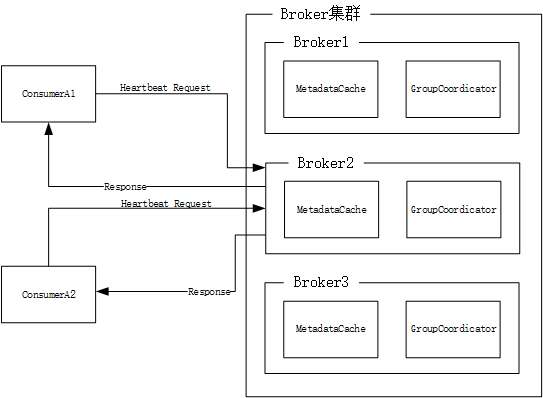 Broker集群
Broker1
MetadataCache
GroupCoordicator
ConsumerA1
Heartbeat Request
Response
Broker2
MetadataCache
GroupCoordicator
Heartbeat Request
Response
ConsumerA2
Broker3
MetadataCache
GroupCoordicator